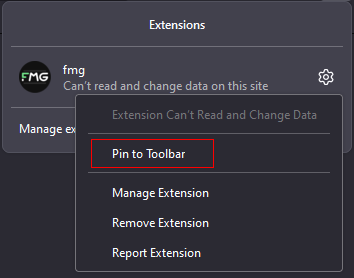 Extensions
FMG
fmg
Can't read and change data on this site
Manage ex
Extension Can't Read and Change Data
Pin to Toolbar
Manage Extension
Remove Extension
Report Extension